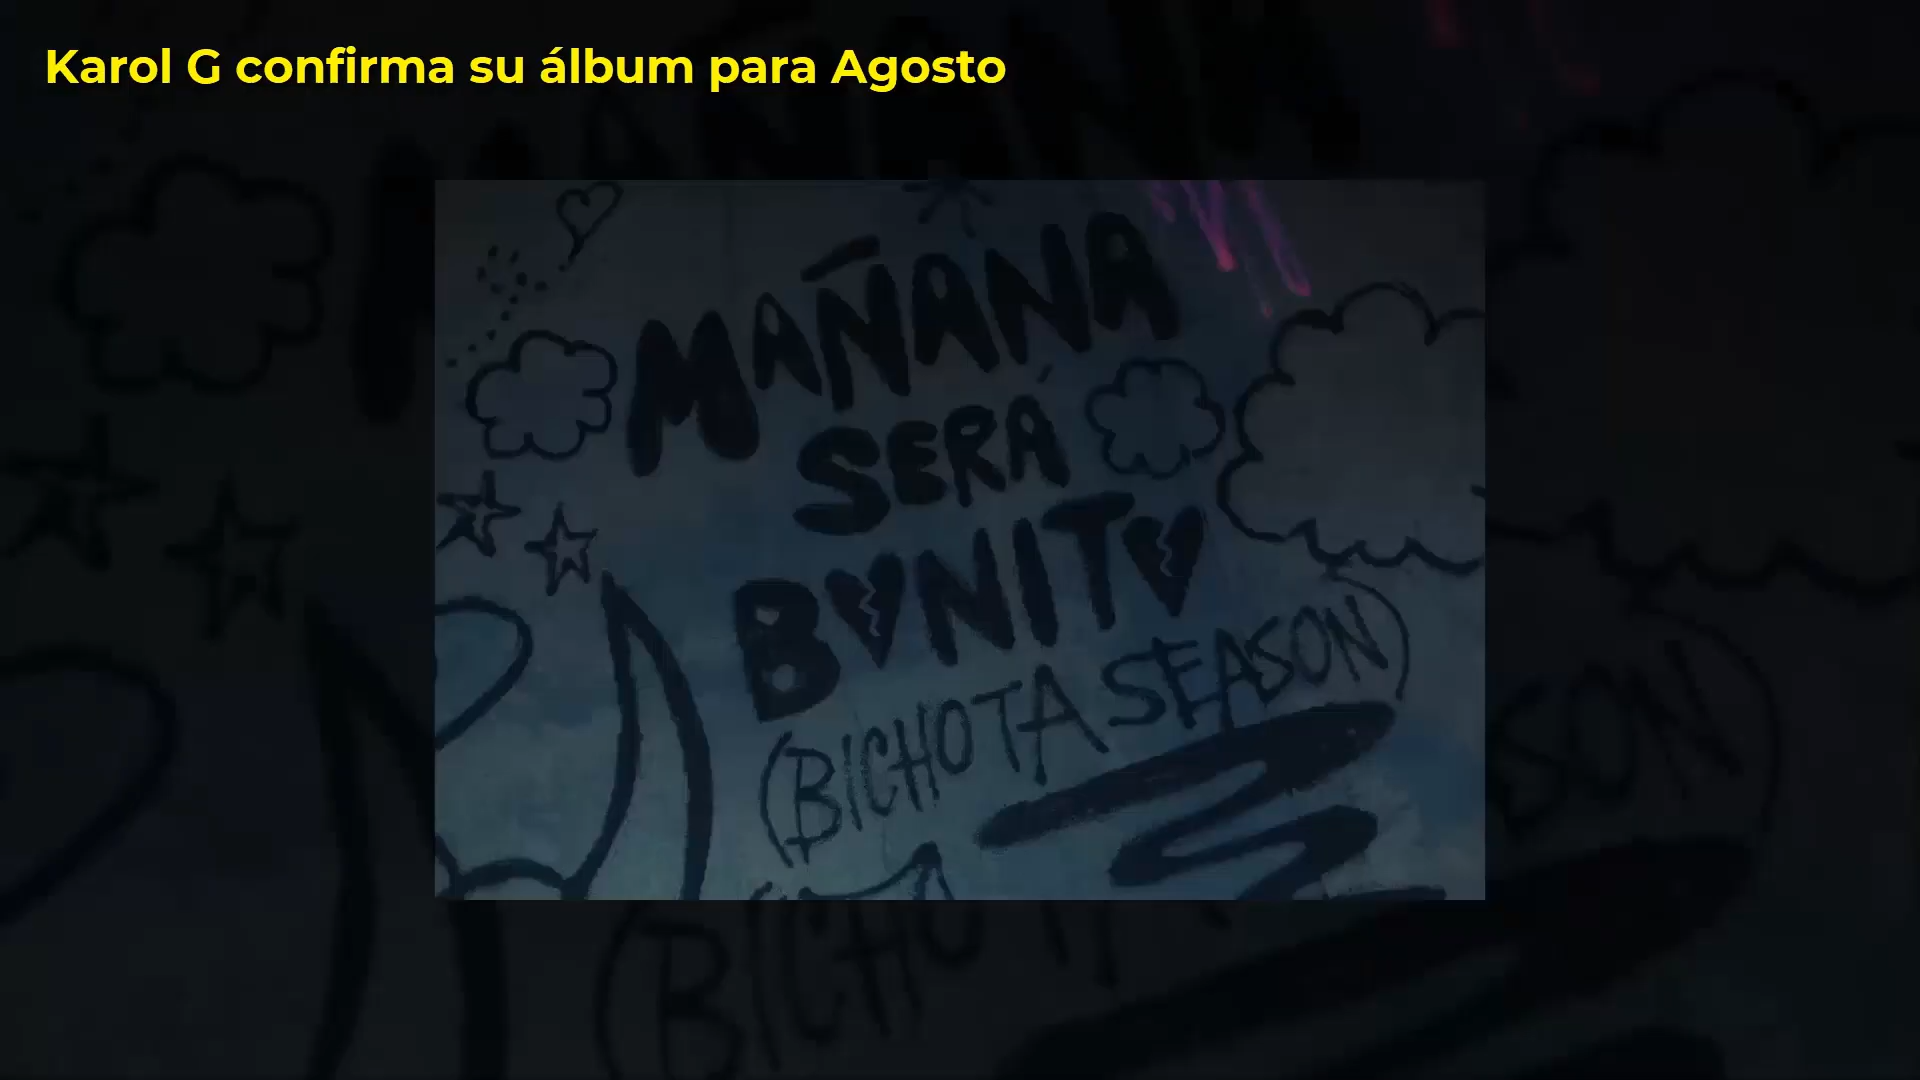 Karol G confirma su álbum para Agosto
MAÑANA
SERÁ
BONITO
(BICHOTA SEASON)